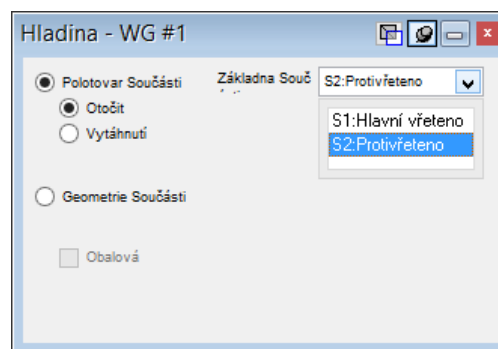 Hladina - WG #1
Polotovar Součásti
Základna Souč
S2:Protivřeteno
Otočit
S1:Hlavní vřeteno
Vytáhnutí
S2:Protivřeteno
Geometrie Součásti
Obalová